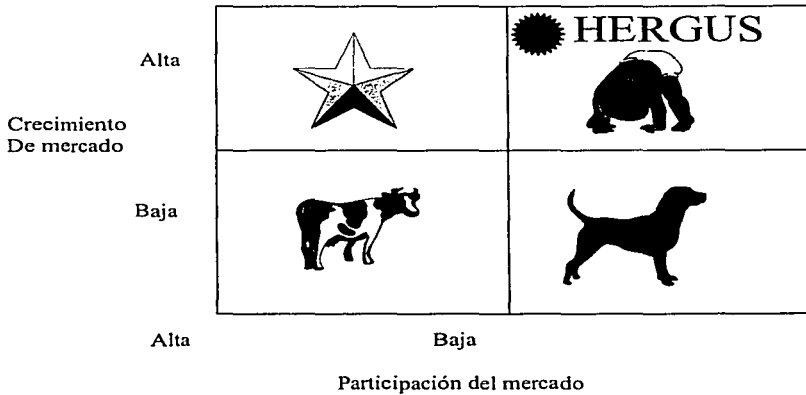 HERGUS
Alta
Crecimiento
De mercado
Baja
Alta Baja
Participación del mercado